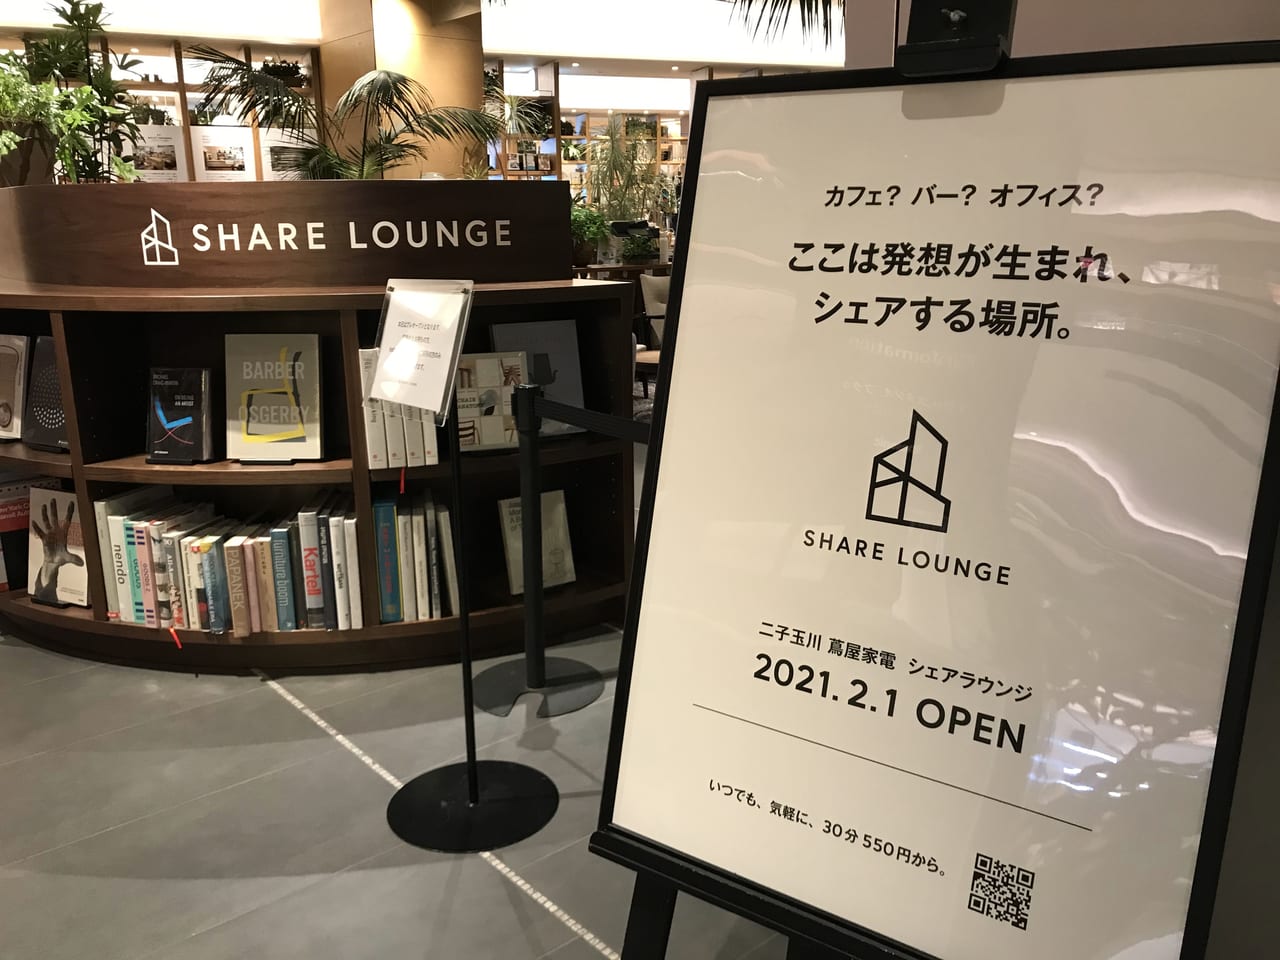 SHARE LOUNGE
BARBER
OSGERBY
nendo
PAPANEK
furniture boom
Kartell
カフェ? バー? オフィス?
ここは発想が生まれ、
シェアする場所。
SHARE LOUNGE
二子玉川 蔦屋家電 シェアラウンジ
2021.2.1 OPEN
いつでも、気軽に、30分550円から。